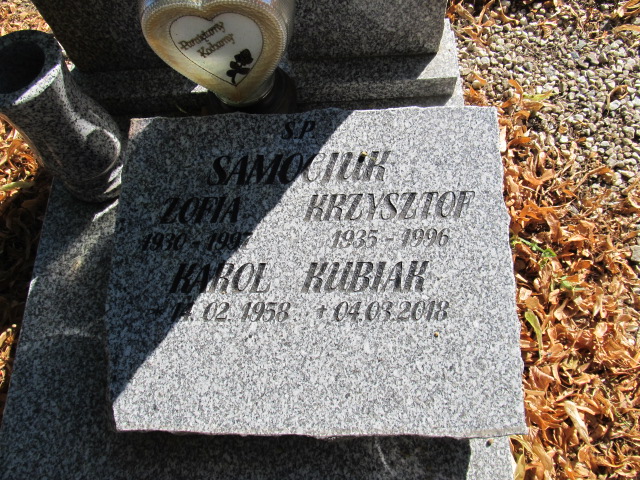 Pamiętamy
Kochamy
Ś.P.
SAMOCIUK
ZOFIA KRZYSZTOF
1930 - 1997 1935 - 1996
KAROL KUBIAK
14.02.1958 + 04.03.2018